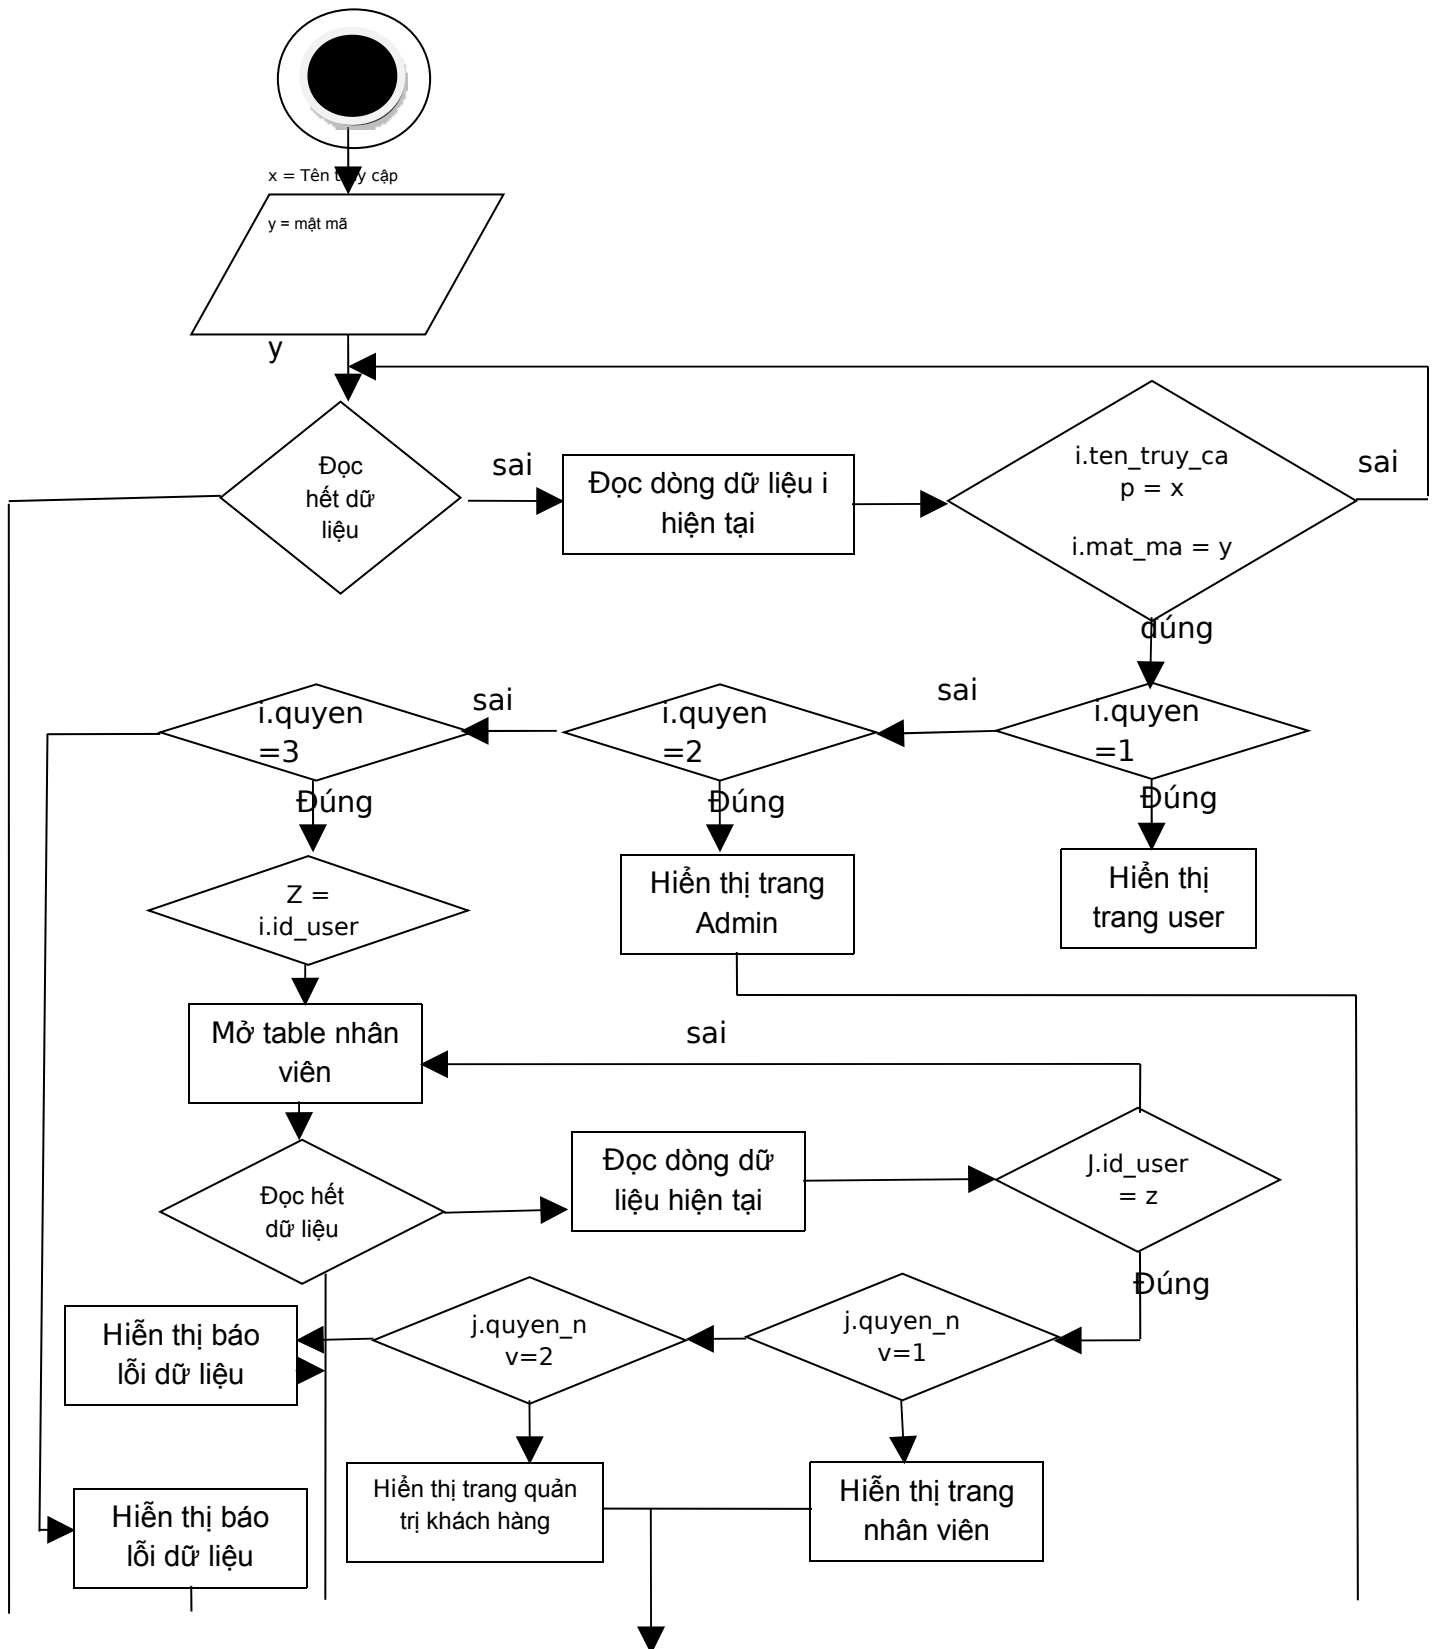 x = Tên truy cập
y = mật mã
y
Đọc
hết dữ
liệu
sai
Đọc dòng dữ liệu i
hiện tại
i.ten_truy_ca
p = x
i.mat_ma = y
sai
dúng
i.quyen
=3
sai
i.quyen
=2
sai
i.quyen
=1
Đúng
Đúng
Đúng
Z =
i.id_user
Hiển thị trang
Admin
Hiển thị
trang user
Mở table nhân
viên
sai
Đọc hết
dữ liệu
Đọc dòng dữ
liệu hiện tại
J.id_user
= z
Đúng
Hiễn thị báo
lỗi dữ liệu
j.quyen_n
v=2
j.quyen_n
v=1
Hiễn thị báo
lỗi dữ liệu
Hiển thị trang quản
trị khách hàng
Hiễn thị trang
nhân viên